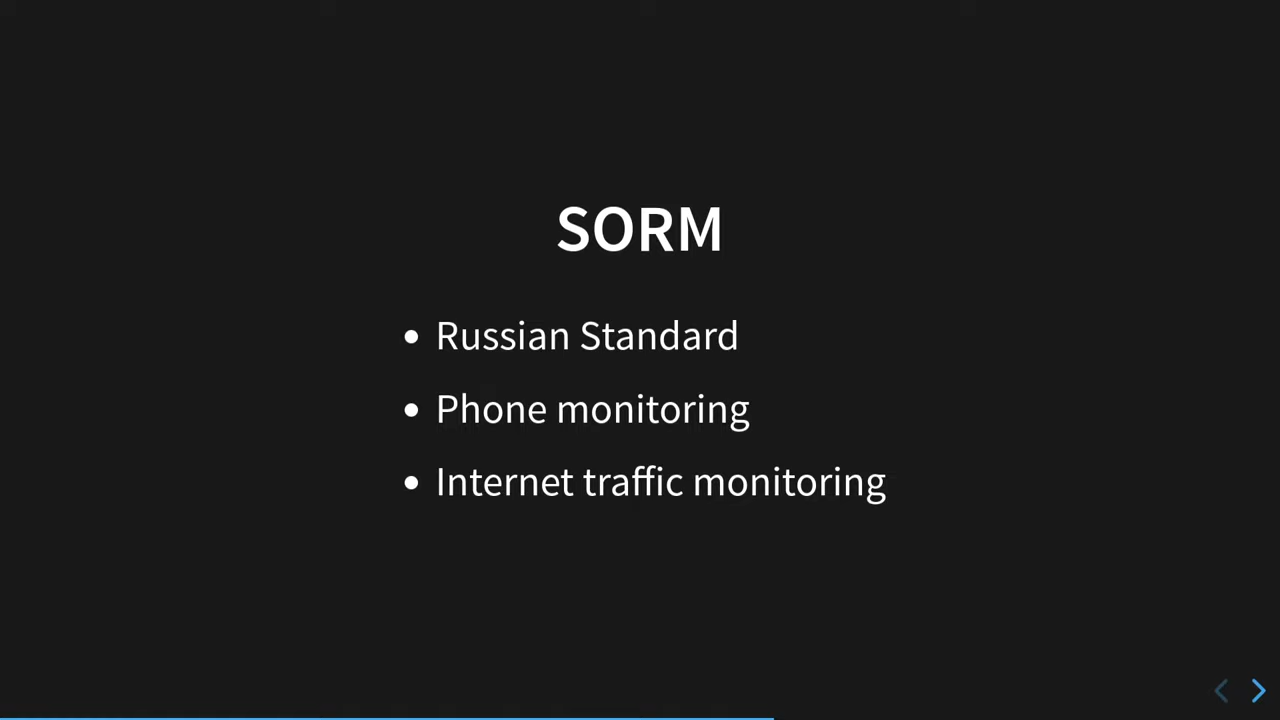 SORM
Russian Standard
Phone monitoring
Internet traffic monitoring